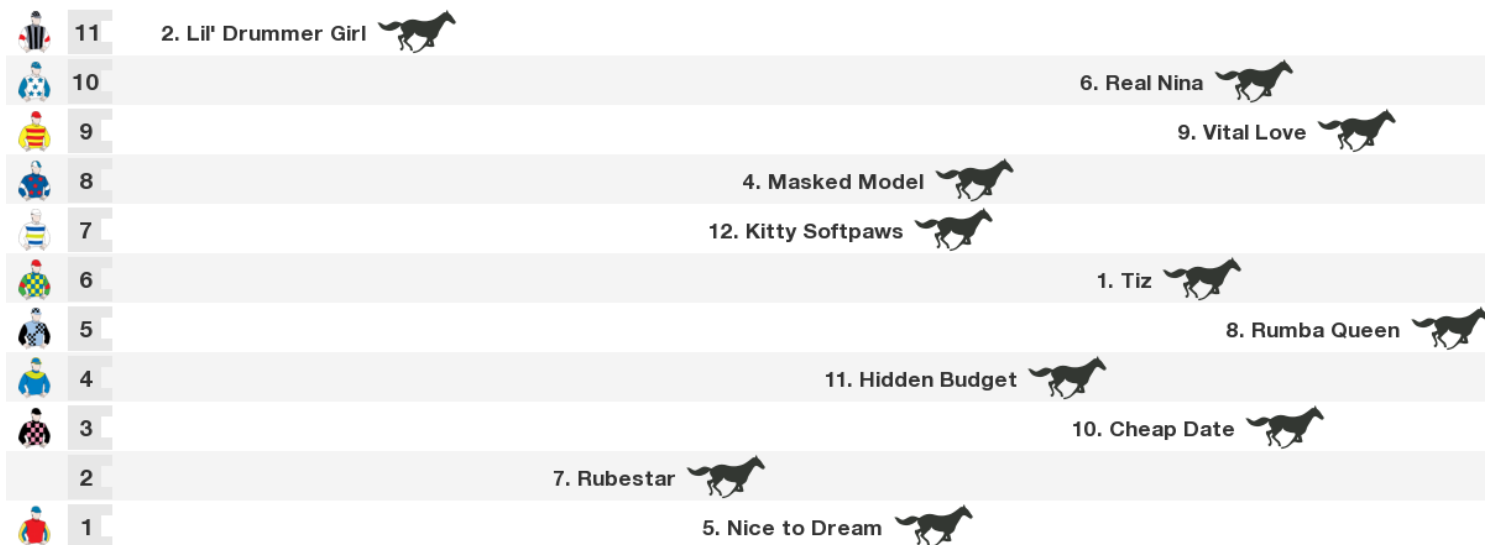 11 2. Lil' Drummer Girl
10 6. Real Nina
9 9. Vital Love
8 4. Masked Model
7 12. Kitty Softpaws
6 1. Tiz
5 8. Rumba Queen
4 11. Hidden Budget
3 10. Cheap Date
2 7. Rubestar
1 5. Nice to Dream